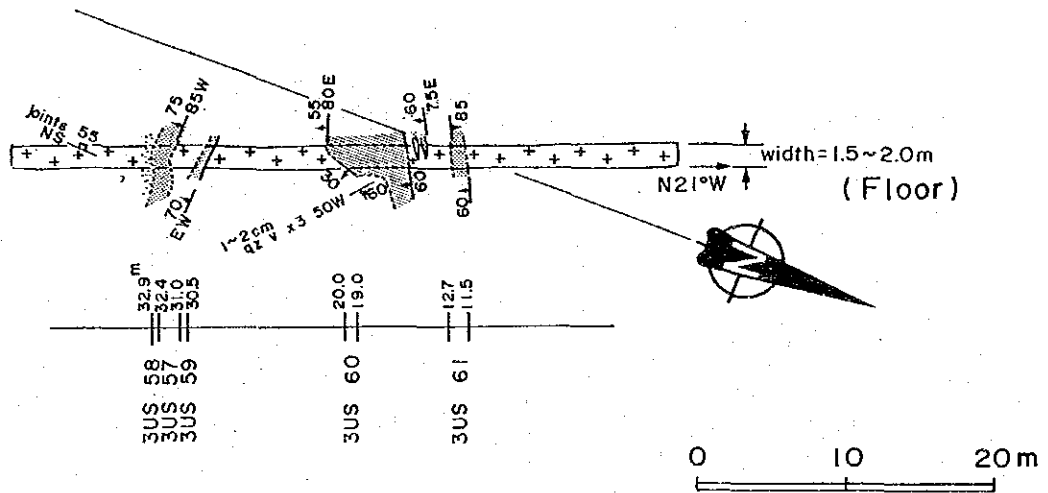 joints
NS
55
75
85W
70
EW
55
80E
60
75E
85
30
60
60
60
1~2cm
qz v x3 50W
width=1.5~2.0m
N21°W
(Floor)
32.9m
32.4
31.0
30.5
20.0
19.0
12.7
11.5
3US 58
3US 57
3US 59
3US 60
3US 61
0 10 20m